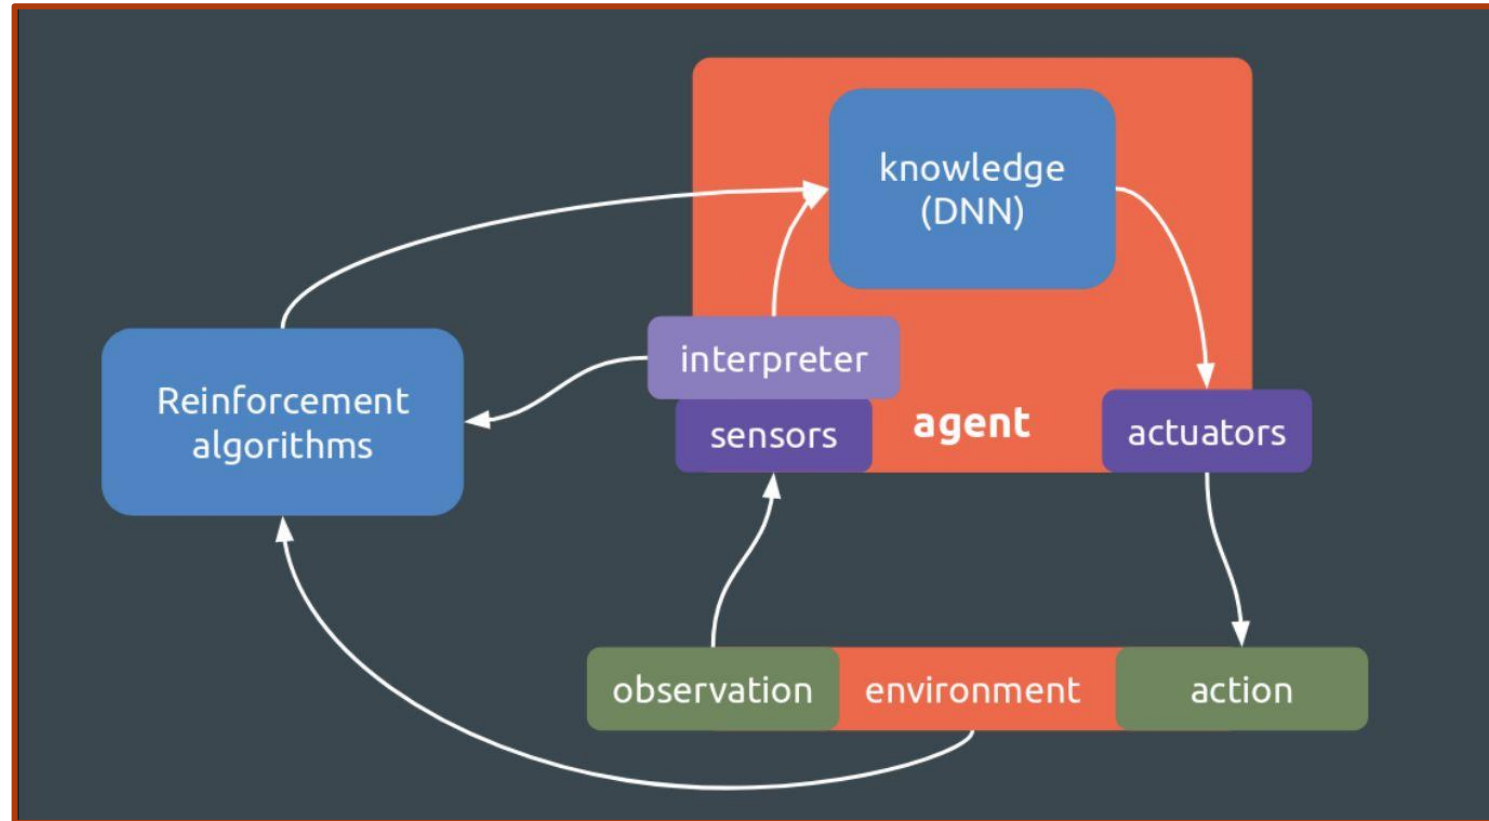 knowledge
(DNN)
interpreter
Reinforcement
algorithms
sensors
agent
actuators
observation
environment
action